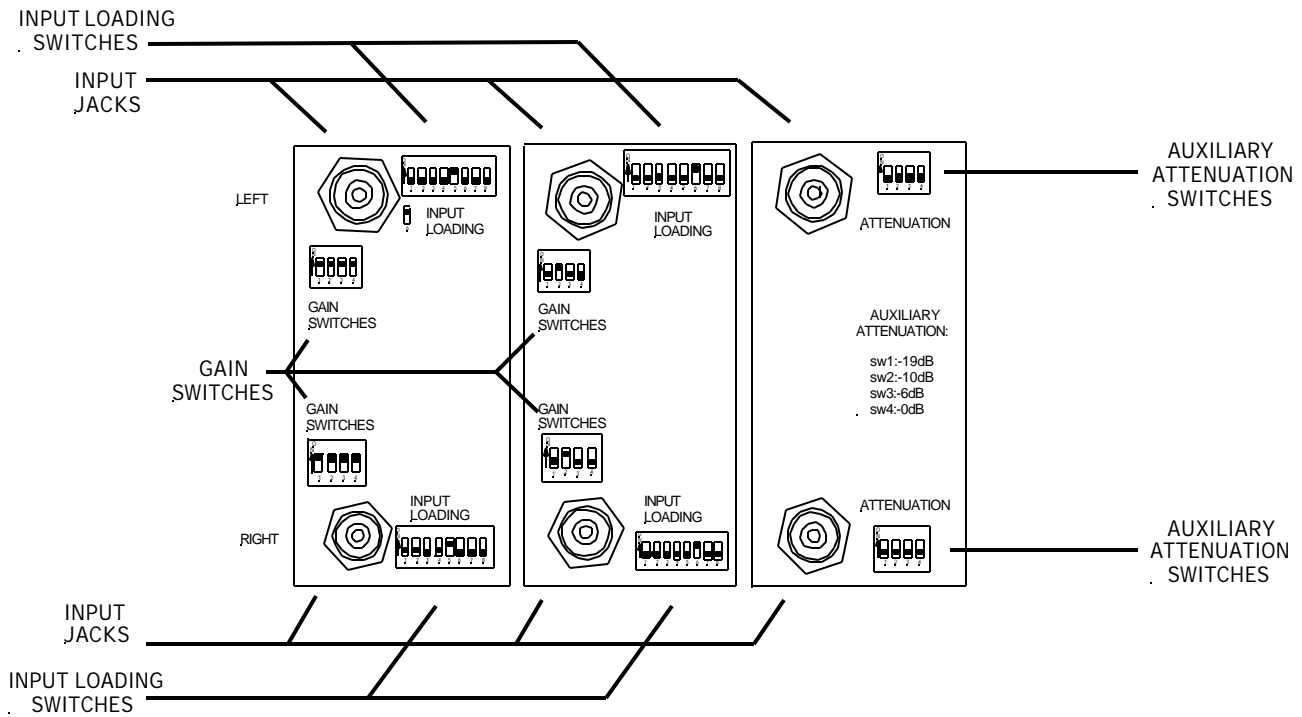 INPUT LOADING
. SWITCHES
INPUT
JACKS
LEFT
INPUT
LOADING
GAIN
SWITCHES
INPUT
LOADING
GAIN
SWITCHES
ATTENUATION
AUXILIARY
ATTENUATION
. SWITCHES
AUXILIARY
ATTENUATION:
sw1:-19dB
sw2:-10dB
sw3:-6dB
. sw4:-0dB
GAIN
SWITCHES
GAIN
SWITCHES
GAIN
SWITCHES
INPUT
LOADING
RIGHT
INPUT
LOADING
ATTENUATION
AUXILIARY
ATTENUATION
. SWITCHES
INPUT
JACKS
INPUT LOADING
. SWITCHES